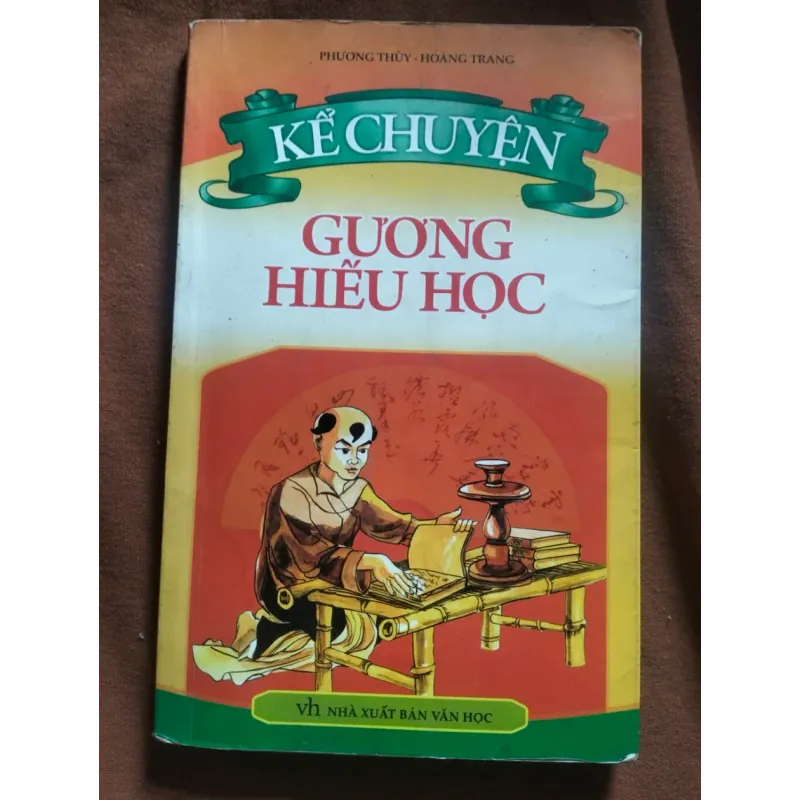 PHƯƠNG THÙY - HOÀNG TRANG
KỂ CHUYỆN
GƯƠNG
HIẾU HỌC
vh NHÀ XUẤT BẢN VĂN HỌC